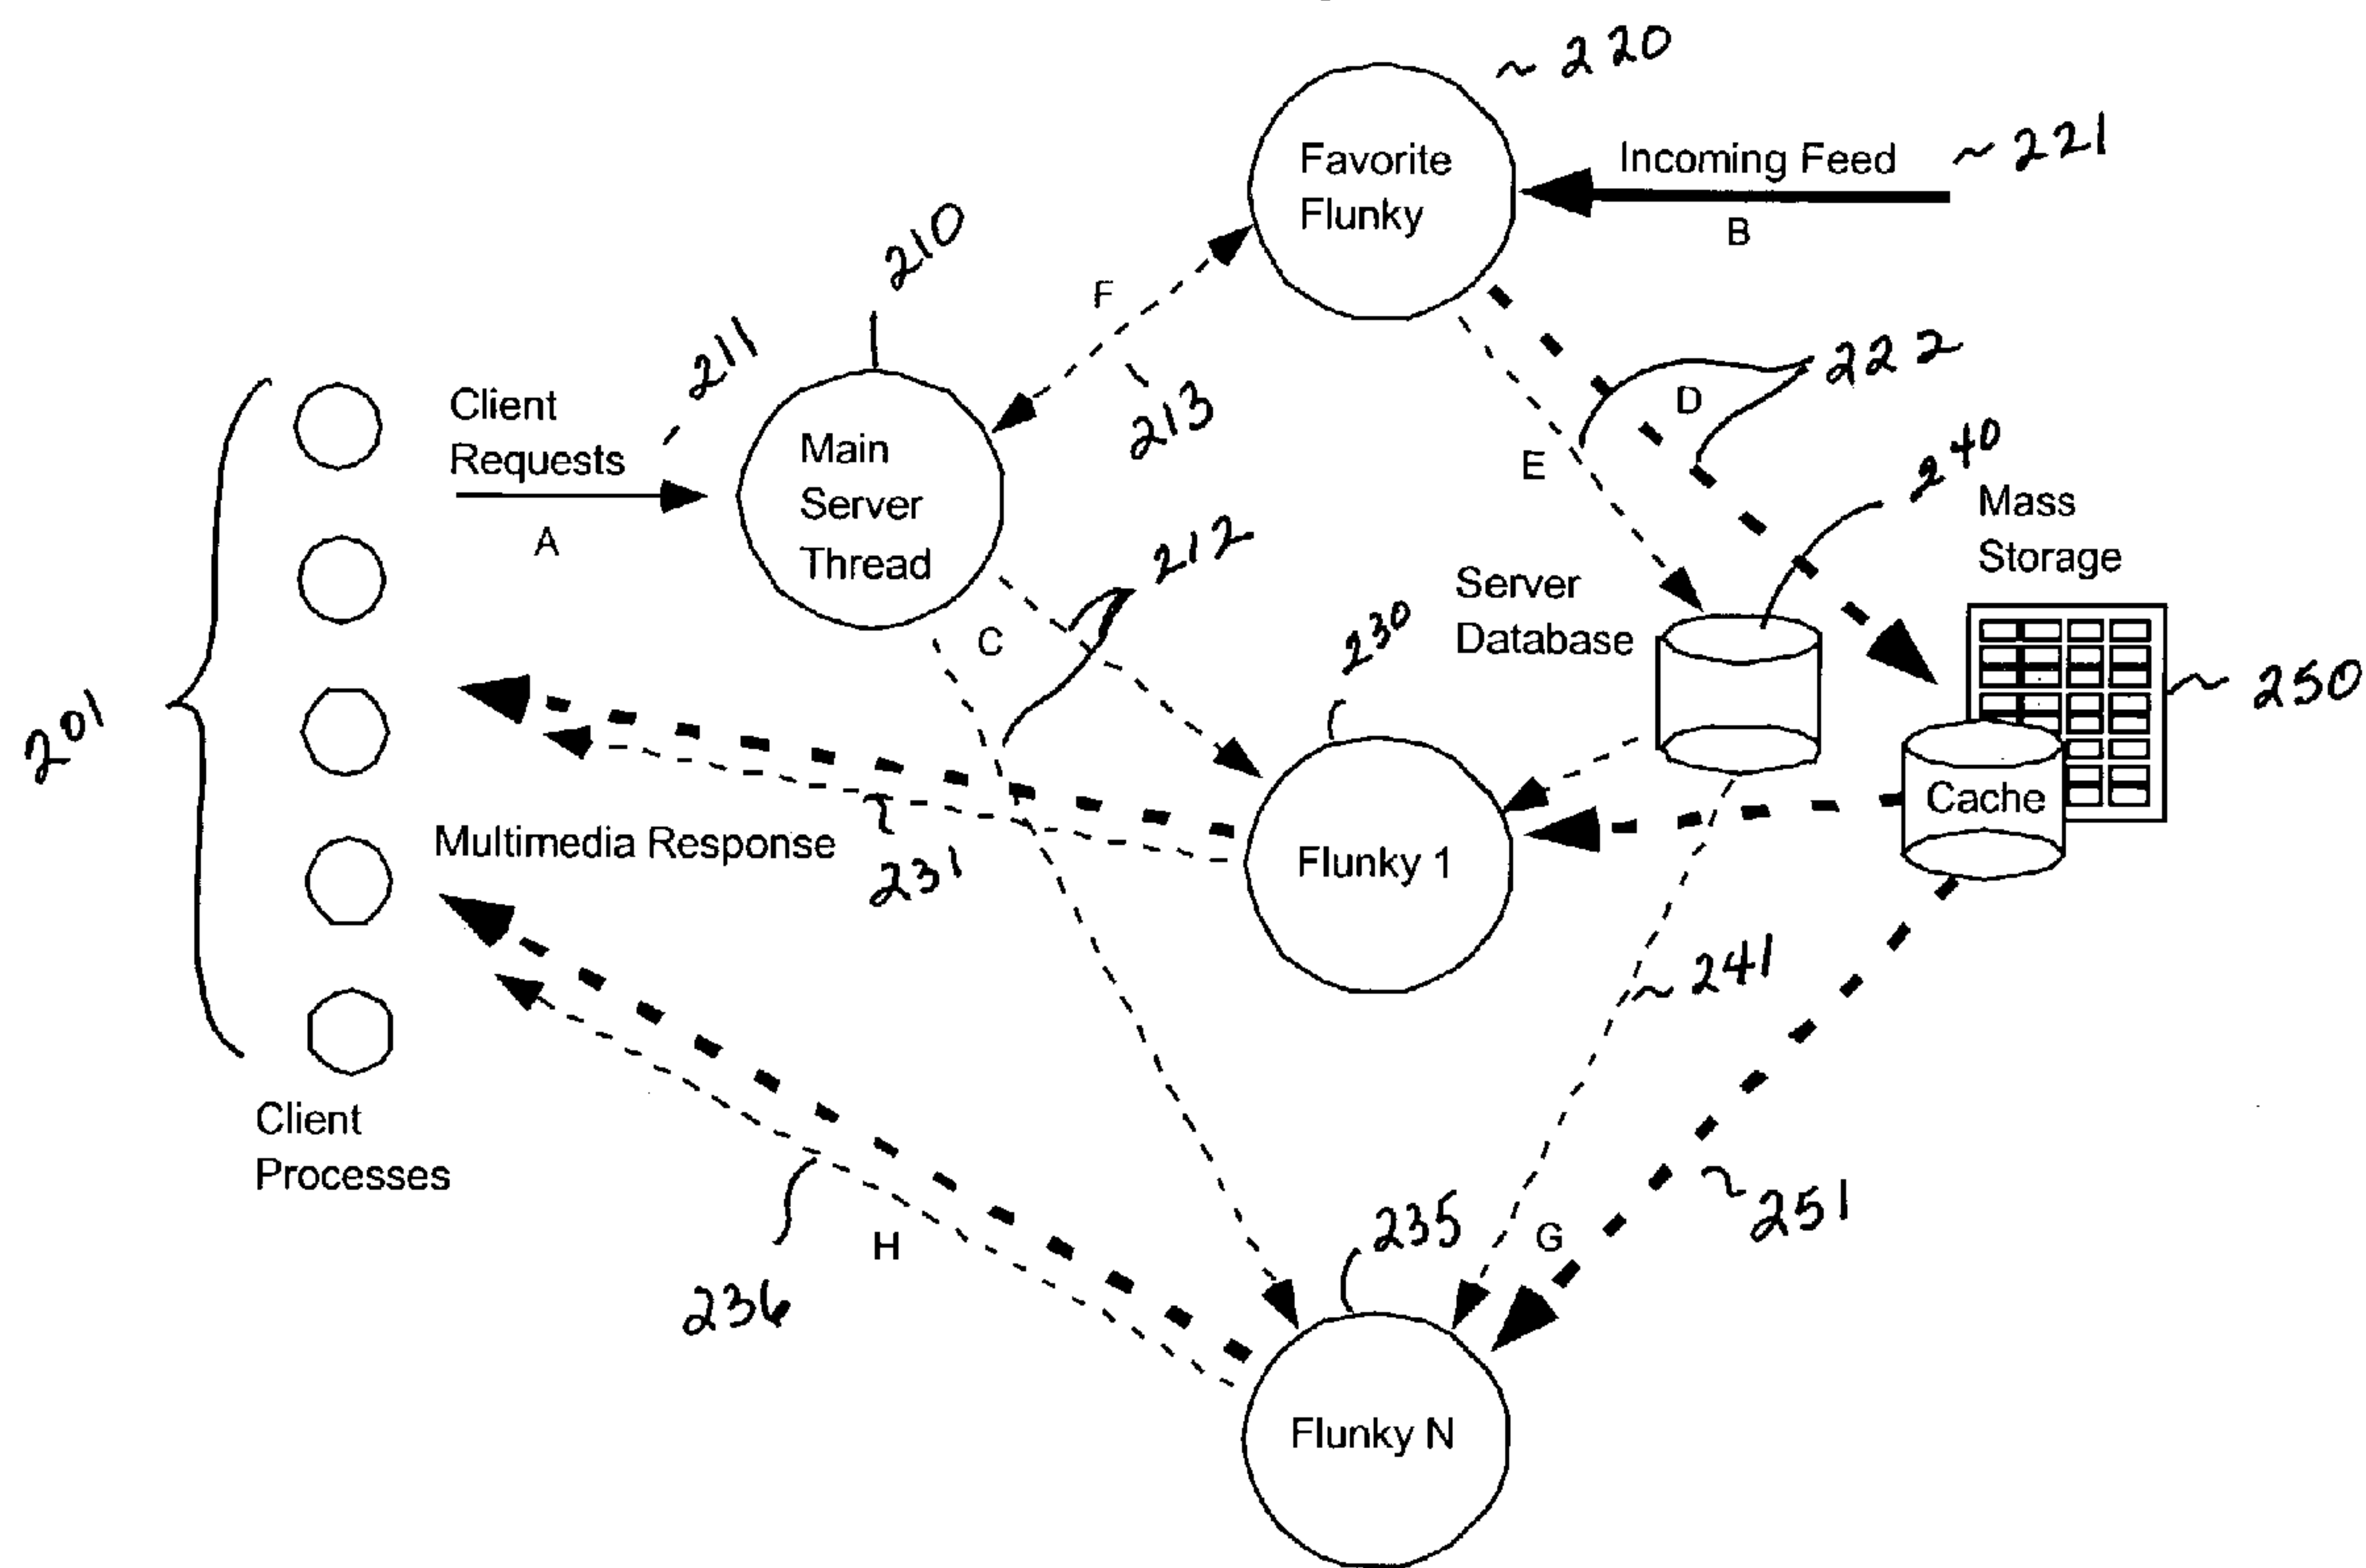 ~ 220
Favorite
Flunky
Incoming Feed
~ 221
B
210
F
211
213
Client
Requests
A
Main
Server
Thread
222
D
E
240
Mass
Storage
212
C
Server
Database
230
250
201
Cache
Multimedia Response
231
Flunky 1
~ 241
Client
Processes
~ 251
235
G
H
236
Flunky N